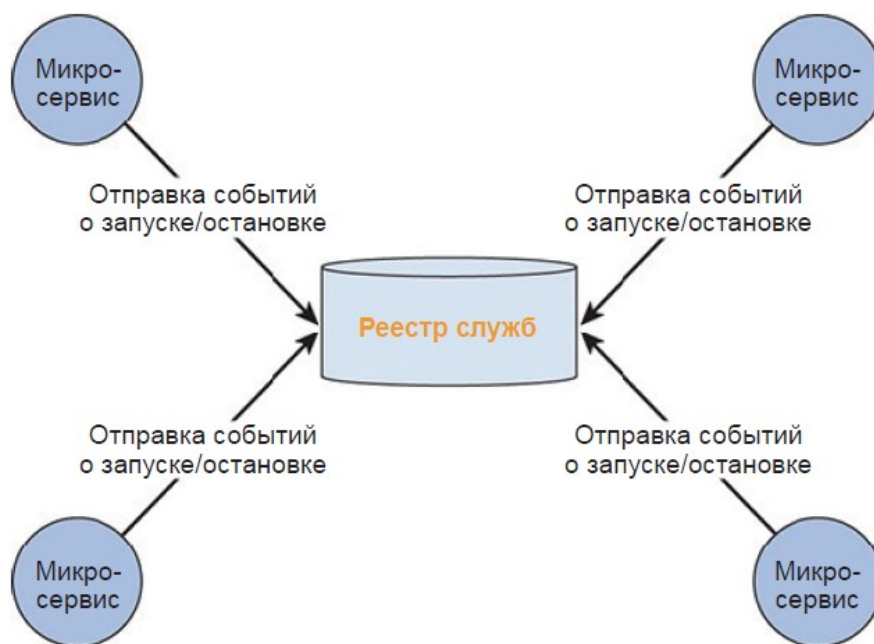 Микро-
сервис
Микро-
сервис
Отправка событий
о запуске/остановке
Отправка событий
о запуске/остановке
Реестр служб
Отправка событий
о запуске/остановке
Отправка событий
о запуске/остановке
Микро-
сервис
Микро-
сервис